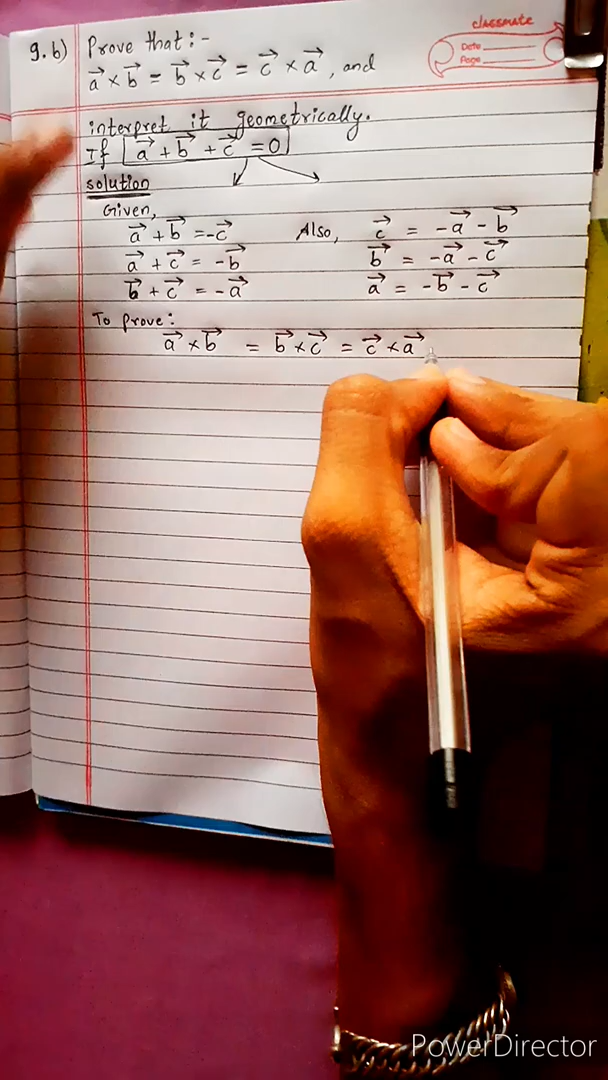 classmate
Date
Page
9. b) Prove that :-
a⃗ × b⃗ = b⃗ × c⃗ = c⃗ × a⃗ , and
interpret it geometrically.
If a⃗ + b⃗ + c⃗ = 0
solution
Given,
a⃗ + b⃗ = -c⃗ Also, c⃗ = -a⃗ - b⃗
a⃗ + c⃗ = -b⃗ b⃗ = -a⃗ - c⃗
b⃗ + c⃗ = -a⃗ a⃗ = -b⃗ - c⃗
To prove:
a⃗ × b⃗ = b⃗ × c⃗ = c⃗ × a⃗
PowerDirector